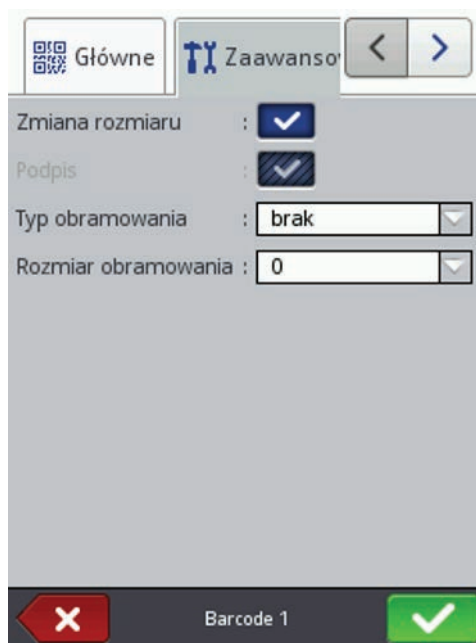 Główne
Zaawanso
Zmiana rozmiaru :
Podpis :
Typ obramowania : brak
Rozmiar obramowania : 0
Barcode 1